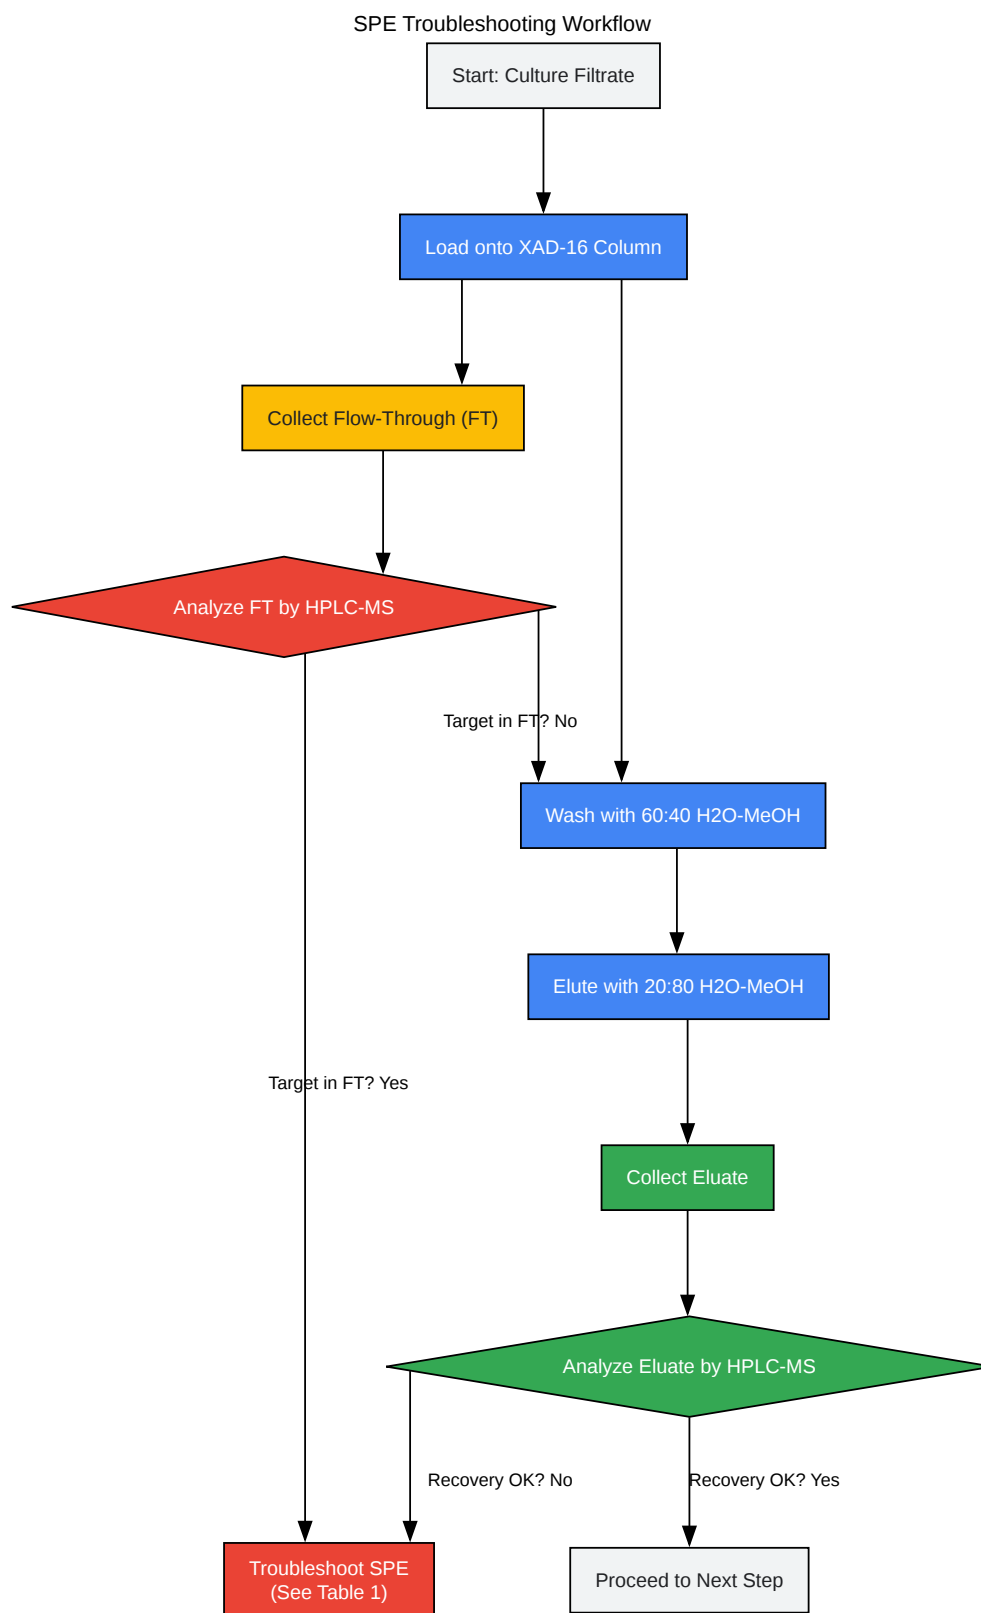 SPE Troubleshooting Workflow
Start: Culture Filtrate
Load onto XAD-16 Column
Collect Flow-Through (FT)
Analyze FT by HPLC-MS
Target in FT? No
Wash with 60:40 H2O-MeOH
Elute with 20:80 H2O-MeOH
Target in FT? Yes
Collect Eluate
Analyze Eluate by HPLC-MS
Recovery OK? No
Recovery OK? Yes
Troubleshoot SPE
(See Table 1)
Proceed to Next Step